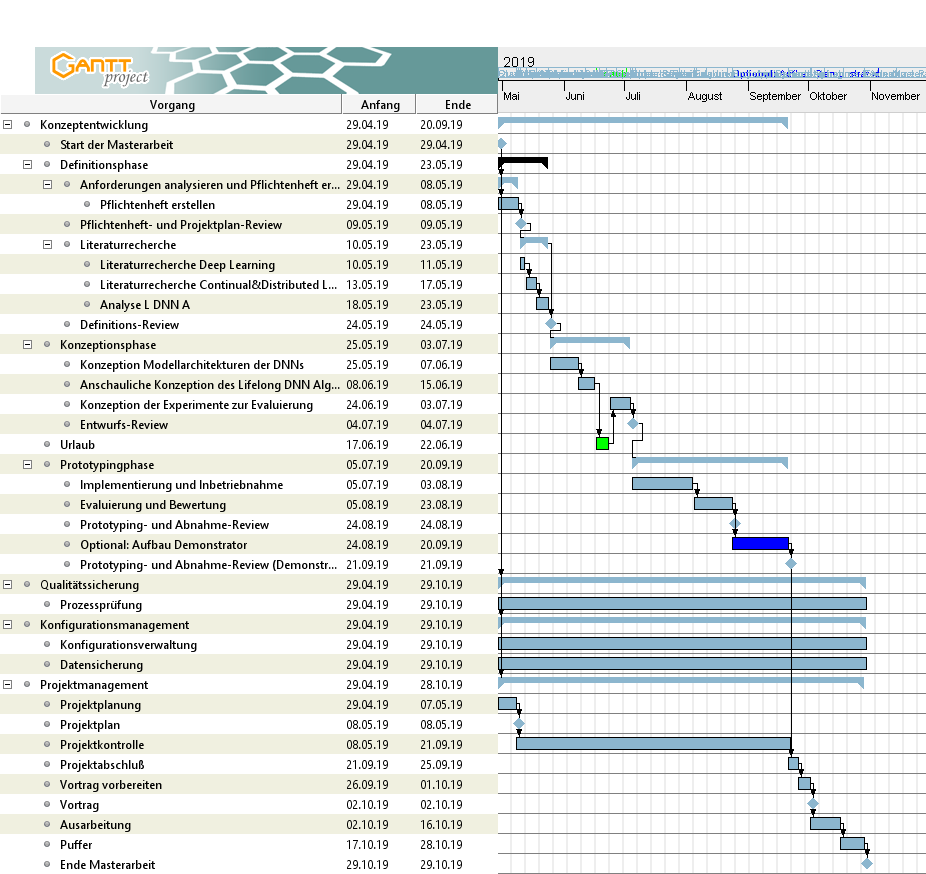 GANTT project
2019
Vorgang Anfang Ende Mai Juni Juli August September Oktober November
Konzeptentwicklung 29.04.19 20.09.19
Start der Masterarbeit 29.04.19 29.04.19
Definitionsphase 29.04.19 23.05.19
Anforderungen analysieren und Pflichtenheft er... 29.04.19 08.05.19
Pflichtenheft erstellen 29.04.19 08.05.19
Pflichtenheft- und Projektplan-Review 09.05.19 09.05.19
Literaturrecherche 10.05.19 23.05.19
Literaturrecherche Deep Learning 10.05.19 11.05.19
Literaturrecherche Continual&Distributed L... 13.05.19 17.05.19
Analyse L DNN A 18.05.19 23.05.19
Definitions-Review 24.05.19 24.05.19
Konzeptionsphase 25.05.19 03.07.19
Konzeption Modellarchitekturen der DNNs 25.05.19 07.06.19
Anschauliche Konzeption des Lifelong DNN Alg... 08.06.19 15.06.19
Konzeption der Experimente zur Evaluierung 24.06.19 03.07.19
Entwurfs-Review 04.07.19 04.07.19
Urlaub 17.06.19 22.06.19
Prototypingphase 05.07.19 20.09.19
Implementierung und Inbetriebnahme 05.07.19 03.08.19
Evaluierung und Bewertung 05.08.19 23.08.19
Prototyping- und Abnahme-Review 24.08.19 24.08.19
Optional: Aufbau Demonstrator 24.08.19 20.09.19
Prototyping- und Abnahme-Review (Demonstr... 21.09.19 21.09.19
Qualitätssicherung 29.04.19 29.10.19
Prozessprüfung 29.04.19 29.10.19
Konfigurationsmanagement 29.04.19 29.10.19
Konfigurationsverwaltung 29.04.19 29.10.19
Datensicherung 29.04.19 29.10.19
Projektmanagement 29.04.19 28.10.19
Projektplanung 29.04.19 07.05.19
Projektplan 08.05.19 08.05.19
Projektkontrolle 08.05.19 21.09.19
Projektabschluß 21.09.19 25.09.19
Vortrag vorbereiten 26.09.19 01.10.19
Vortrag 02.10.19 02.10.19
Ausarbeitung 02.10.19 16.10.19
Puffer 17.10.19 28.10.19
Ende Masterarbeit 29.10.19 29.10.19